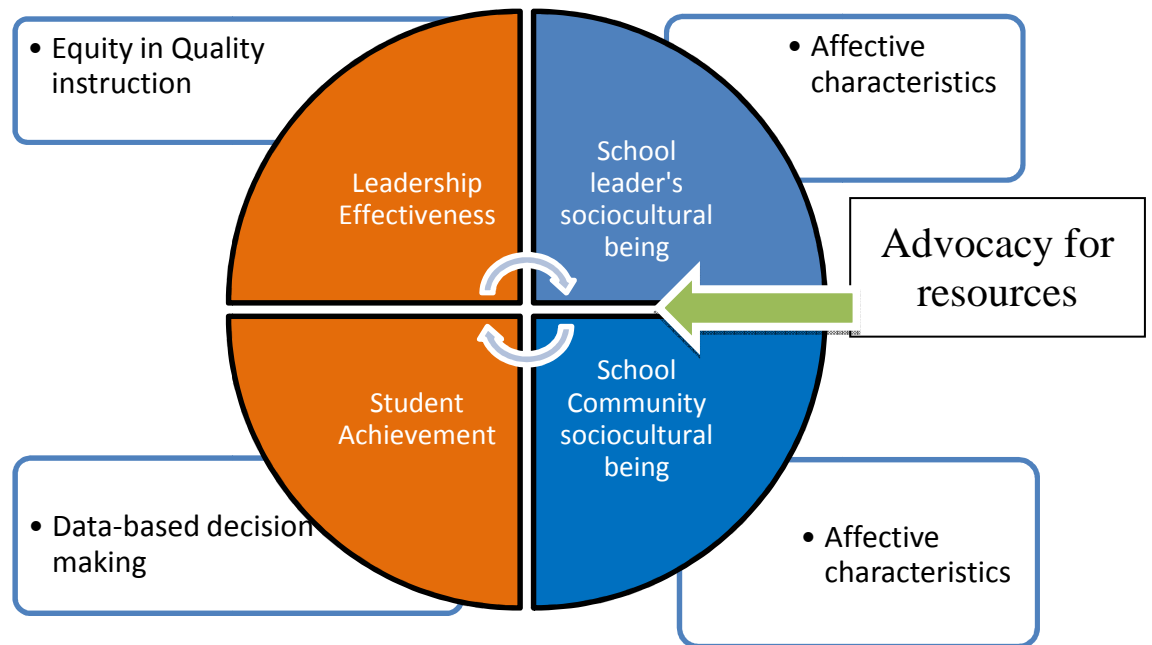 • Equity in Quality
instruction
• Affective
characteristics
Leadership
Effectiveness
School
leader's
sociocultural
being
Advocacy for
resources
Student
Achievement
School
Community
sociocultural
being
• Data-based decision
making
• Affective
characteristics